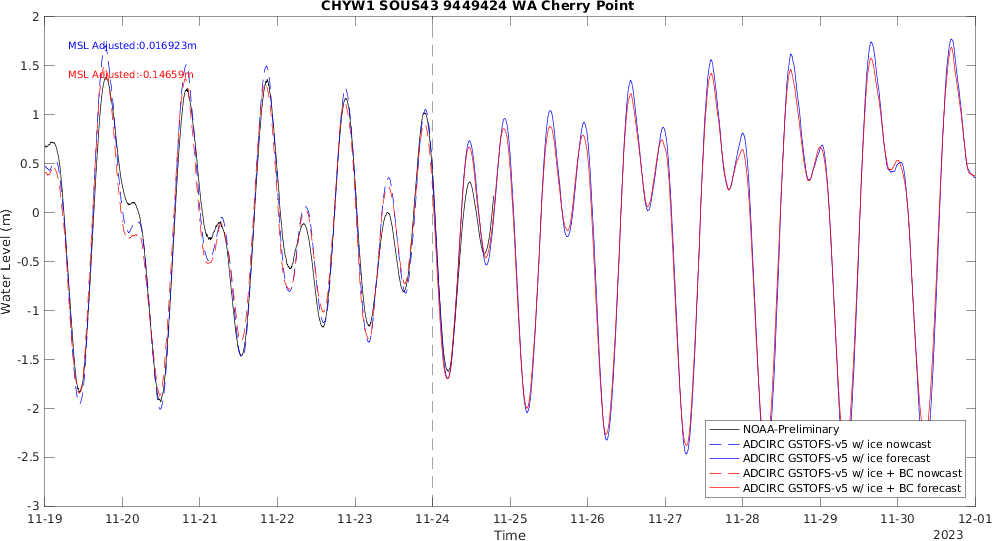 CHYW1 SOUS43 9449424 WA Cherry Point
MSL Adjusted:0.016923m
MSL Adjusted:-0.14659m
Water Level (m)
2
1.5
1
0.5
0
-0.5
-1
-1.5
-2
-2.5
-3
NOAA-Preliminary
ADCIRC GSTOFS-v5 w/ ice nowcast
ADCIRC GSTOFS-v5 w/ ice forecast
ADCIRC GSTOFS-v5 w/ ice + BC nowcast
ADCIRC GSTOFS-v5 w/ ice + BC forecast
11-19 11-20 11-21 11-22 11-23 11-24 11-25 11-26 11-27 11-28 11-29 11-30 12-01
Time
2023